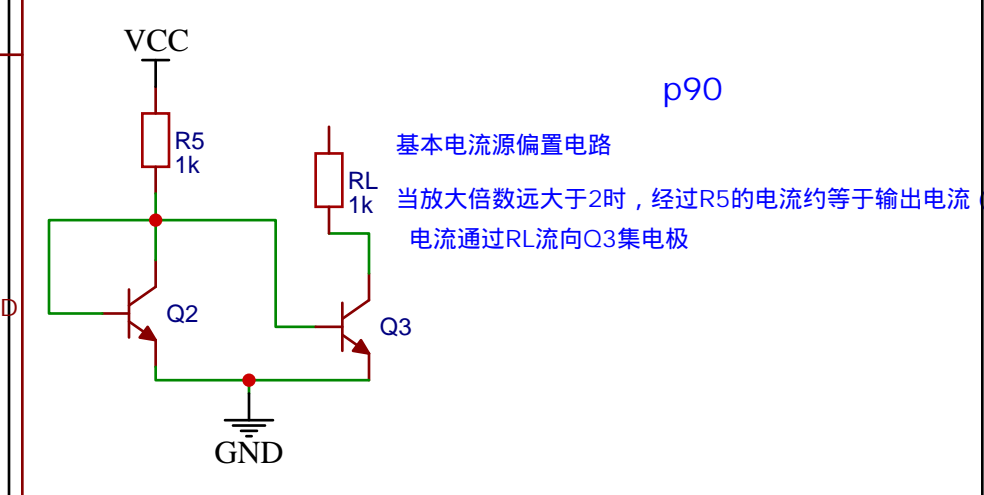 VCC
p90
R5
1k
基本电流源偏置电路
RL
1k
当放大倍数远大于2时，经过R5的电流约等于输出电流
电流通过RL流向Q3集电极
D
Q2
Q3
GND